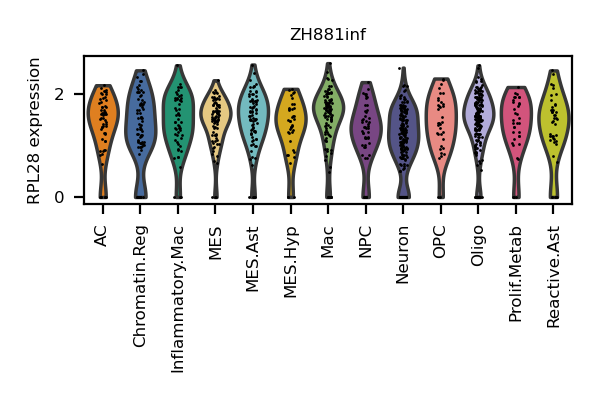 ZH881inf
RPL28 expression
2
0
AC
Chromatin.Reg
Inflammatory.Mac
MES
MES.Ast
MES.Hyp
Mac
NPC
Neuron
OPC
Oligo
Prolif.Metab
Reactive.Ast